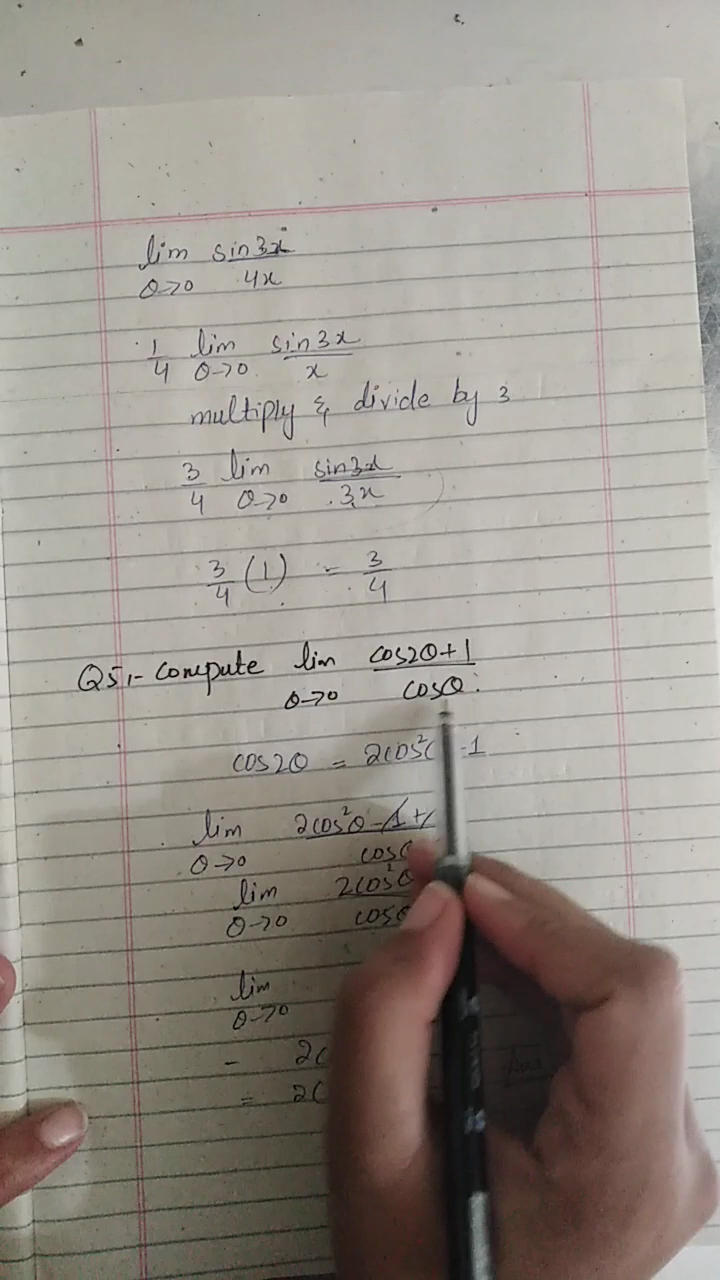 lim sin3x
θ→0 4x
1 lim sin3x
4 θ→0 x
multiply & divide by 3
3 lim sin3x
4 θ→0 3x
3/4 (1) = 3/4
Q5,- Compute lim cos2θ+1
θ→0 cosθ.
cos2θ = 2cos² -1
lim 2cos²θ-1+
θ→0 cos
lim 2cos²θ
θ→0 cosθ
lim
θ→0
- 2(
= 2(